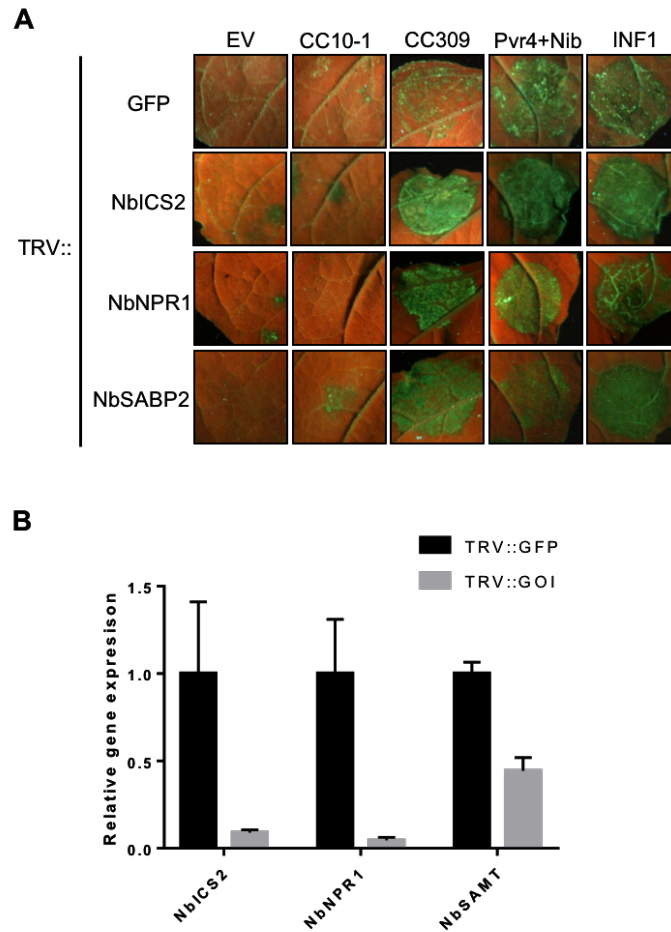 A
EV CC10-1 CC309 Pvr4+Nib INF1
GFP
NbICS2
TRV::
NbNPR1
NbSABP2
B
TRV::GFP
TRV::GOI
Relative gene expresison
1.5
1.0
0.5
0.0
NbICS2 NbNPR1 NbSAMT